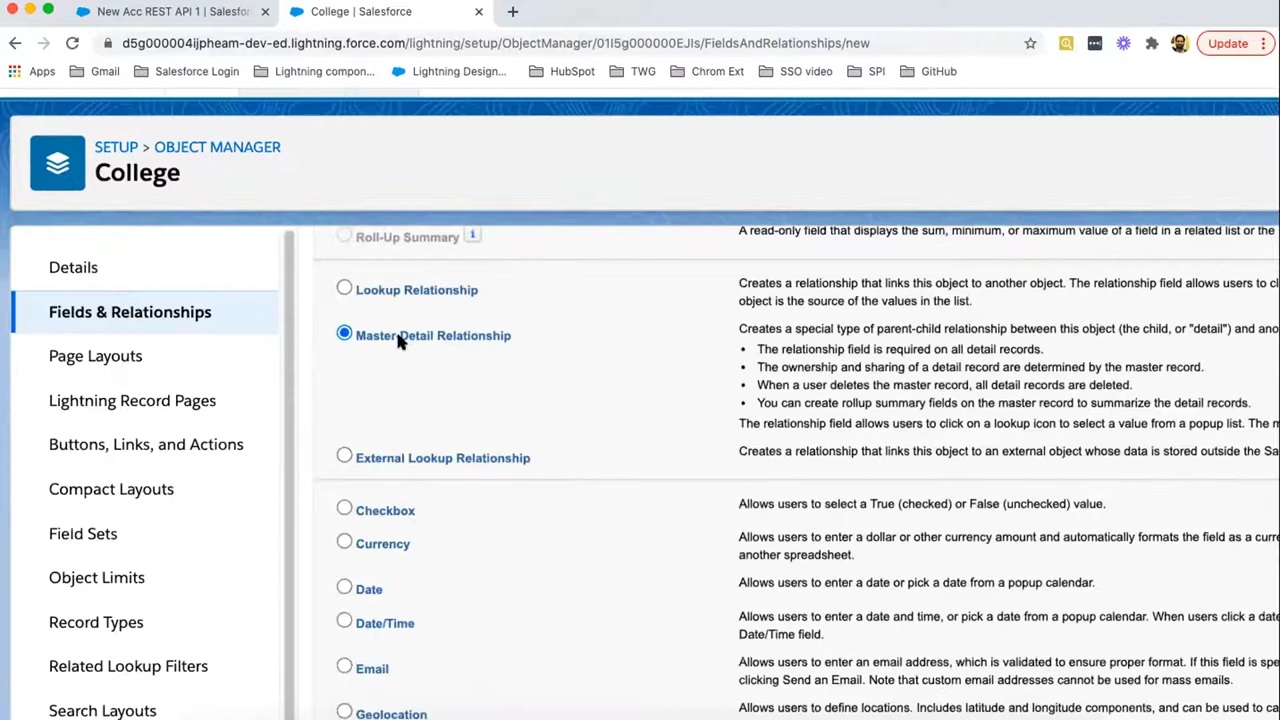 New Acc REST API 1 | Salesfor
College | Salesforce
d5g000004ijpheam-dev-ed.lightning.force.com/lightning/setup/ObjectManager/01I5g000000EJIs/FieldsAndRelationships/new
Update
Apps
Gmail
Salesforce Login
Lightning compon...
Lightning Design...
HubSpot
TWG
Chrom Ext
SSO video
SPI
GitHub
SETUP > OBJECT MANAGER
College
Details
Fields & Relationships
Page Layouts
Lightning Record Pages
Buttons, Links, and Actions
Compact Layouts
Field Sets
Object Limits
Record Types
Related Lookup Filters
Search Layouts
Roll-Up Summary i
A read-only field that displays the sum, minimum, or maximum value of a field in a related list or the
Lookup Relationship
Creates a relationship that links this object to another object. The relationship field allows users to cl
object is the source of the values in the list.
Master-Detail Relationship
Creates a special type of parent-child relationship between this object (the child, or "detail") and ano
• The relationship field is required on all detail records.
• The ownership and sharing of a detail record are determined by the master record.
• When a user deletes the master record, all detail records are deleted.
• You can create rollup summary fields on the master record to summarize the detail records.
The relationship field allows users to click on a lookup icon to select a value from a popup list. The m
External Lookup Relationship
Creates a relationship that links this object to an external object whose data is stored outside the Sa
Checkbox
Allows users to select a True (checked) or False (unchecked) value.
Currency
Allows users to enter a dollar or other currency amount and automatically formats the field as a curre
another spreadsheet.
Date
Allows users to enter a date or pick a date from a popup calendar.
Date/Time
Allows users to enter a date and time, or pick a date from a popup calendar. When users click a date
Date/Time field.
Email
Allows users to enter an email address, which is validated to ensure proper format. If this field is spe
clicking Send an Email. Note that custom email addresses cannot be used for mass emails.
Geolocation
Allows users to define locations. Includes latitude and longitude components, and can be used to ca